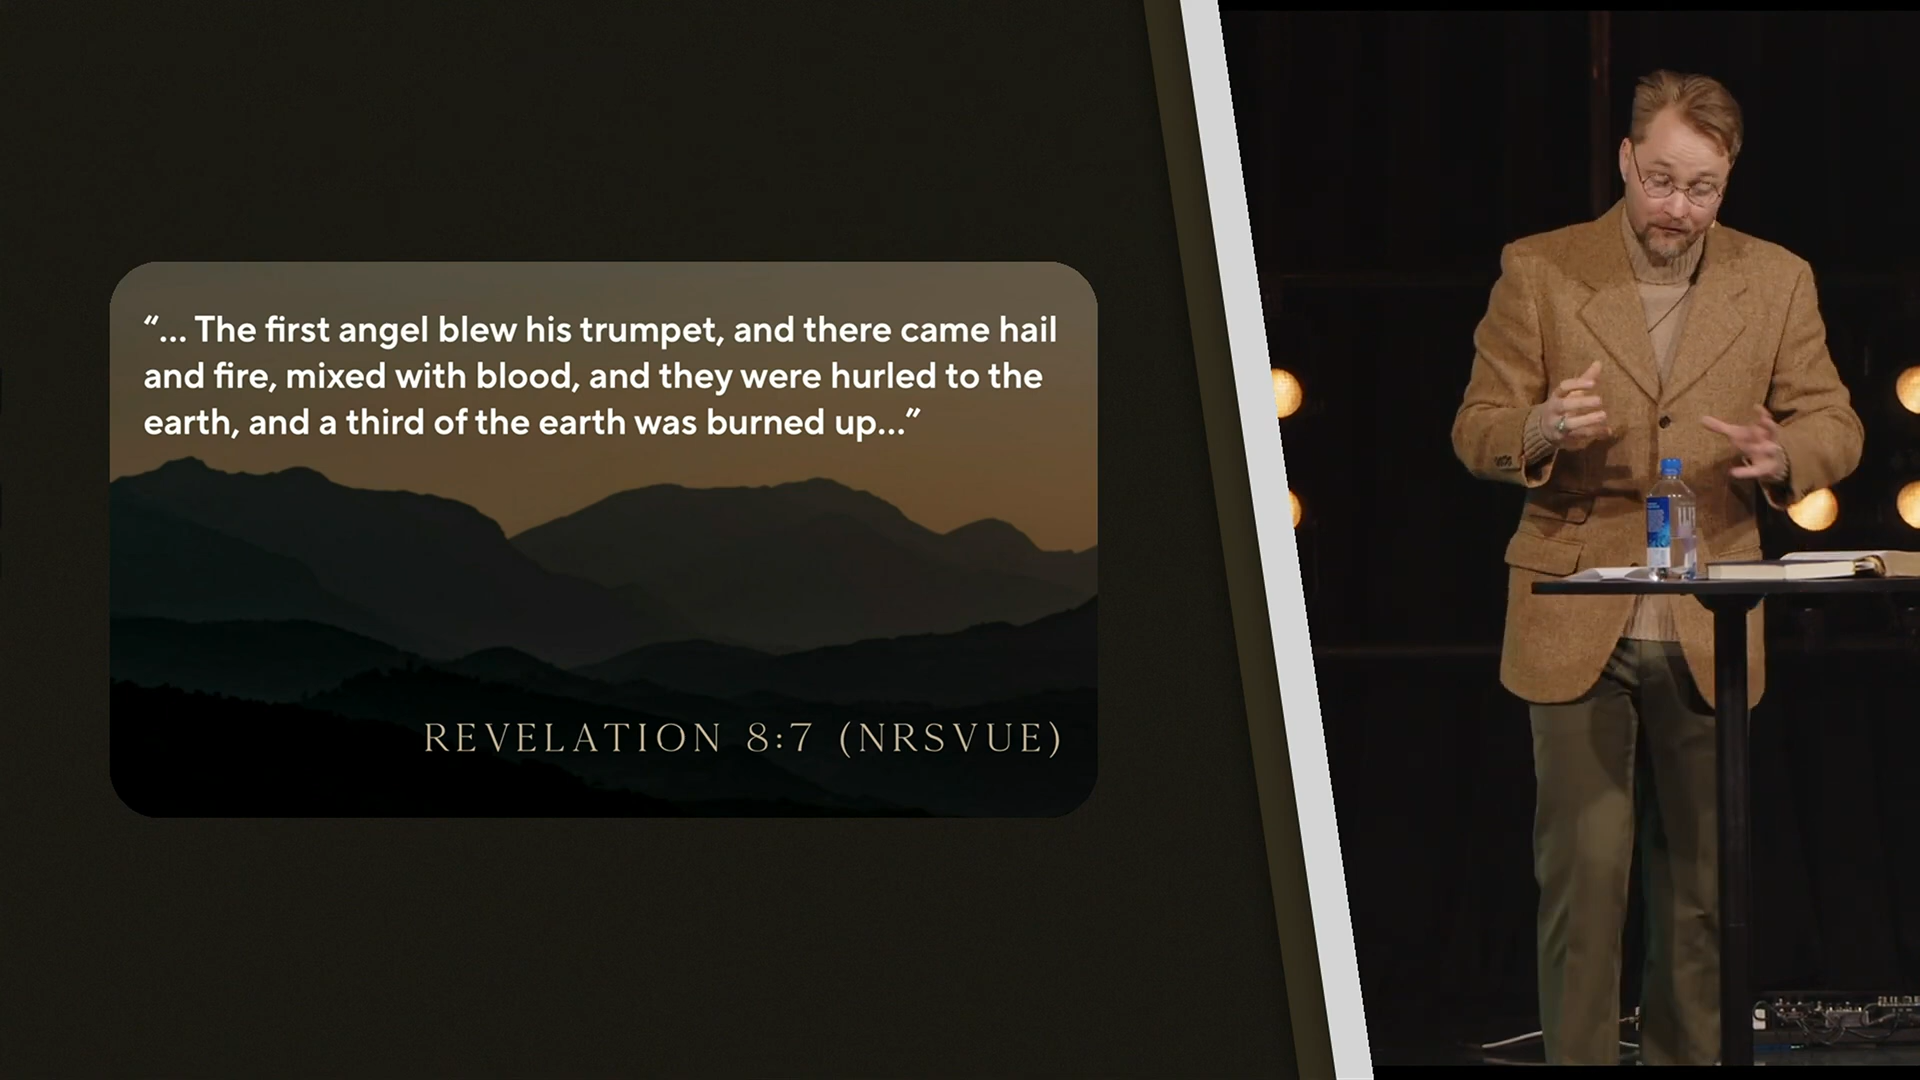 “... The first angel blew his trumpet, and there came hail
and fire, mixed with blood, and they were hurled to the
earth, and a third of the earth was burned up...”
REVELATION 8:7 (NRSVUE)